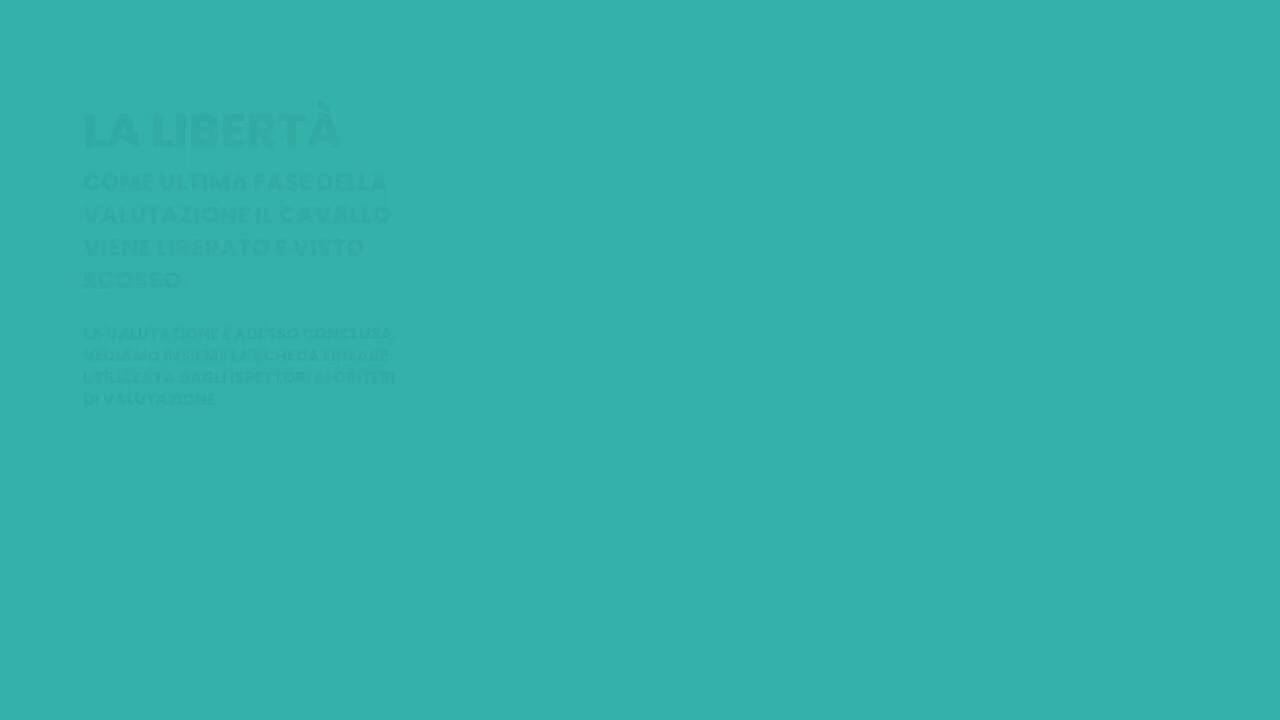 LA LIBERTÀ
COME ULTIMA FASE DELLA
VALUTAZIONE IL CAVALLO
VIENE LIBERATO E VISTO
SCOSSO.
LA VALUTAZIONE È ADESSO CONCLUSA,
VEDIAMO INSIEME LA SCHEDA LINEARE
UTILIZZATA DAGLI ISPETTORI E I CRITERI
DI VALUTAZIONE